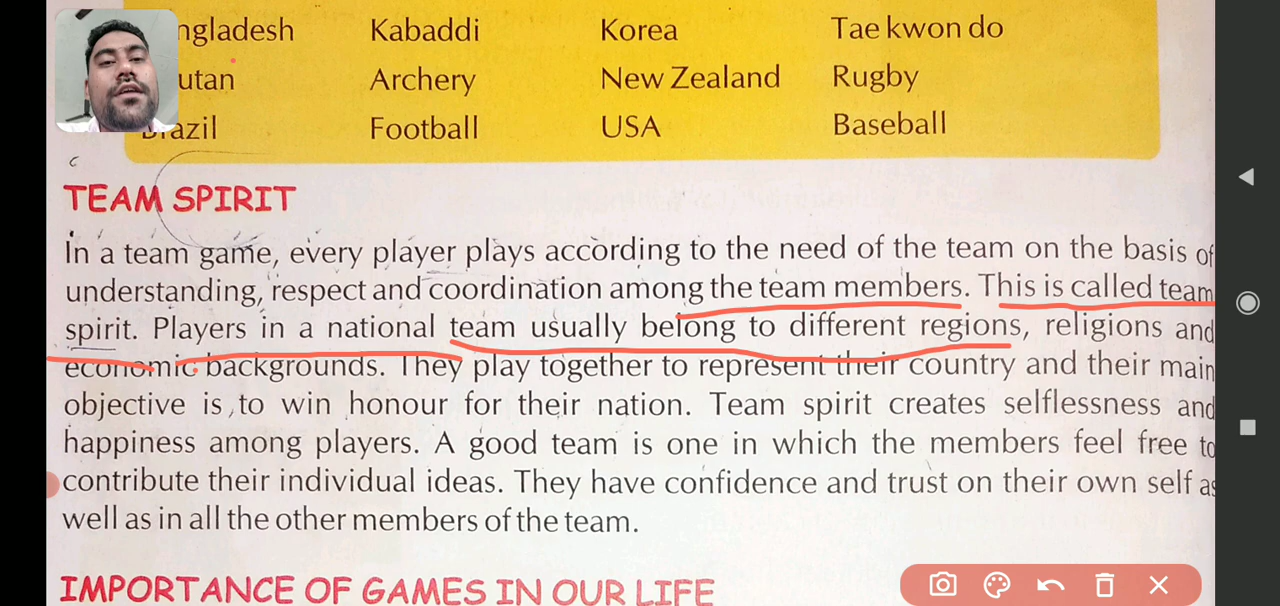 ngladesh Kabaddi Korea Tae kwon do
utan Archery New Zealand Rugby
Brazil Football USA Baseball
TEAM SPIRIT
In a team game, every player plays according to the need of the team on the basis of
understanding, respect and coordination among the team members. This is called team
spirit. Players in a national team usually belong to different regions, religions and
economic backgrounds. They play together to represent their country and their main
objective is to win honour for their nation. Team spirit creates selflessness and
happiness among players. A good team is one in which the members feel free to
contribute their individual ideas. They have confidence and trust on their own self as
well as in all the other members of the team.
IMPORTANCE OF GAMES IN OUR LIFE